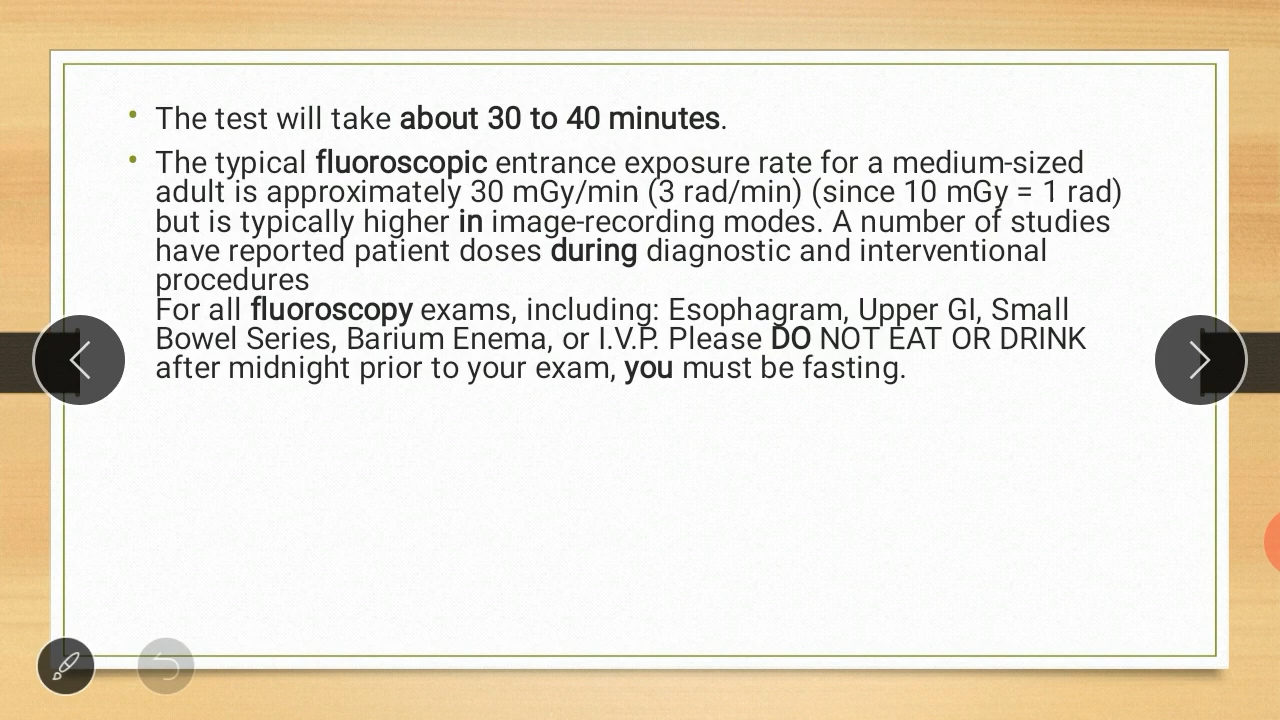 The test will take about 30 to 40 minutes.
The typical fluoroscopic entrance exposure rate for a medium-sized
adult is approximately 30 mGy/min (3 rad/min) (since 10 mGy = 1 rad)
but is typically higher in image-recording modes. A number of studies
have reported patient doses during diagnostic and interventional
procedures
For all fluoroscopy exams, including: Esophagram, Upper GI, Small
Bowel Series, Barium Enema, or I.V.P. Please DO NOT EAT OR DRINK
after midnight prior to your exam, you must be fasting.